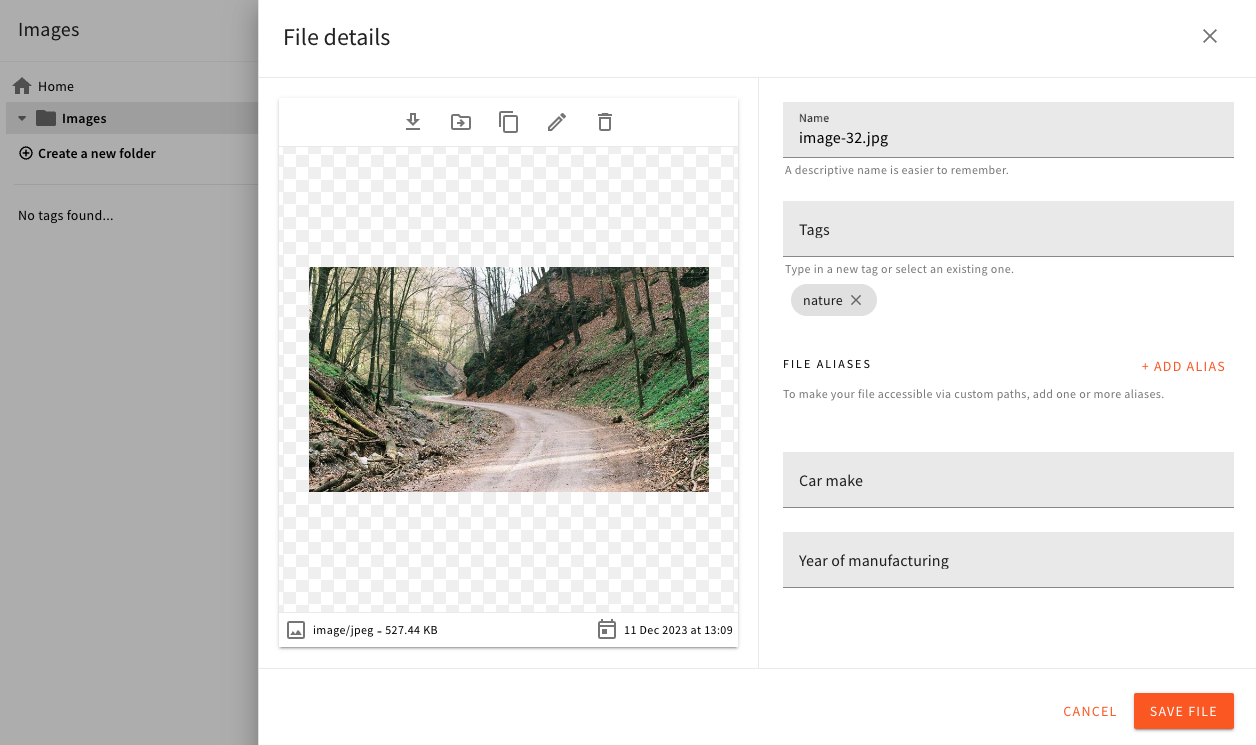 Images
Home
Images
Create a new folder
No tags found...
File details
image/jpeg – 527.44 KB
11 Dec 2023 at 13:09
Name
image-32.jpg
A descriptive name is easier to remember.
Tags
Type in a new tag or select an existing one.
nature
FILE ALIASES
+ ADD ALIAS
To make your file accessible via custom paths, add one or more aliases.
Car make
Year of manufacturing
CANCEL
SAVE FILE